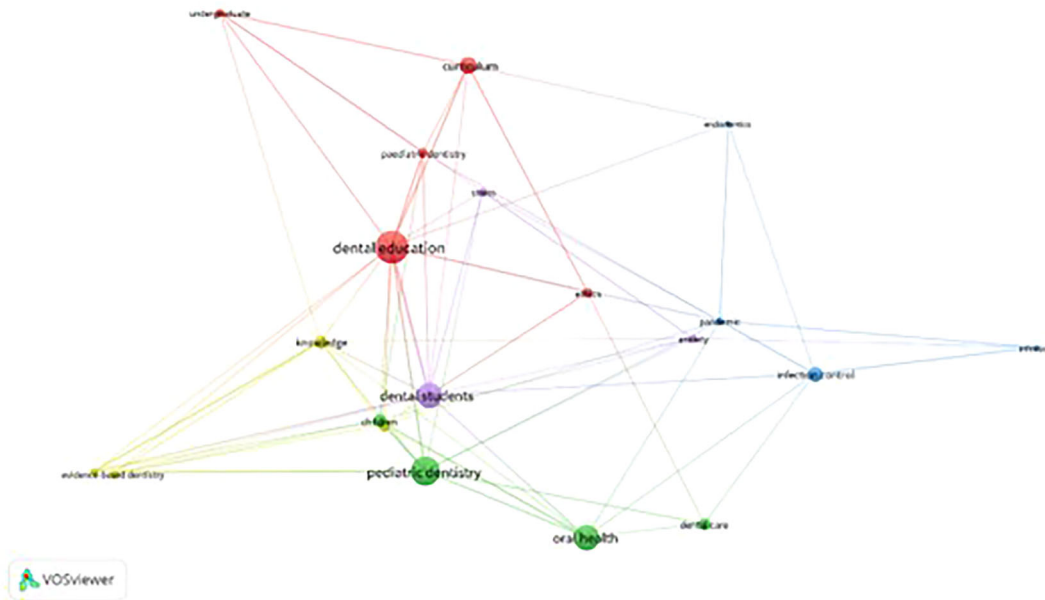 undergraduate
curriculum
endodontics
paediatric dentistry
stress
dental education
pandemic
knowledge
anxiety
infection control
dental students
children
pediatric dentistry
evidence based dentistry
dental care
oral health
VOSviewer